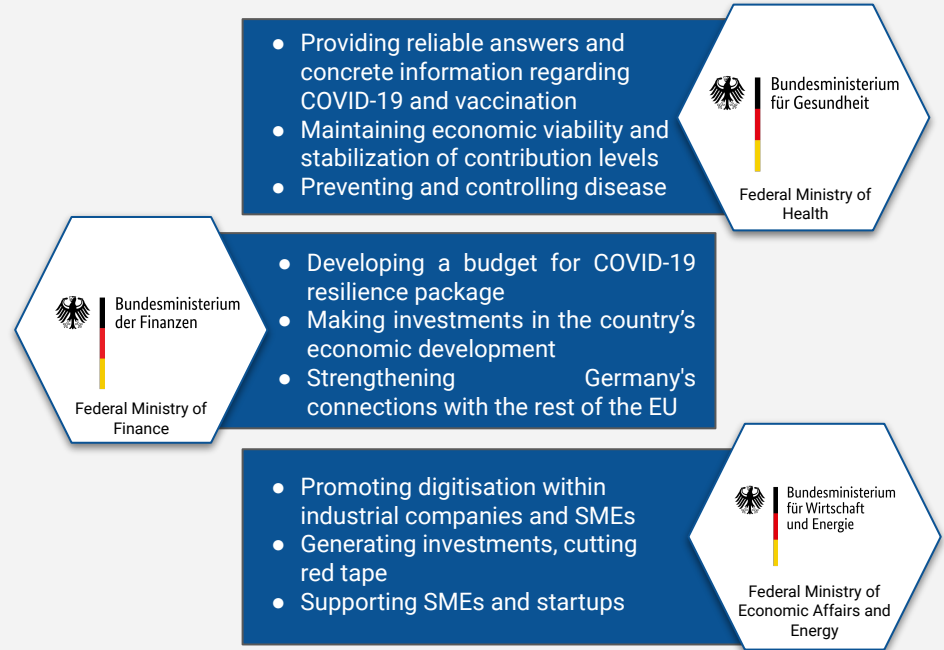 ● Providing reliable answers and
concrete information regarding
COVID-19 and vaccination
● Maintaining economic viability and
stabilization of contribution levels
● Preventing and controlling disease
Bundesministerium
für Gesundheit
Federal Ministry of
Health
Bundesministerium
der Finanzen
Federal Ministry of
Finance
● Developing a budget for COVID-19
resilience package
● Making investments in the country’s
economic development
● Strengthening Germany's
connections with the rest of the EU
● Promoting digitisation within
industrial companies and SMEs
● Generating investments, cutting
red tape
● Supporting SMEs and startups
Bundesministerium
für Wirtschaft
und Energie
Federal Ministry of
Economic Affairs and
Energy